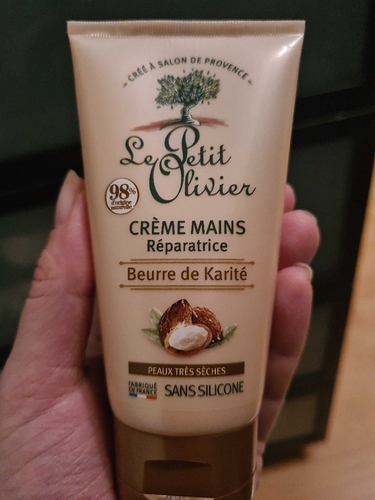 CRÉÉ À SALON DE PROVENCE
Le Petit
Olivier
98%
d'origine
naturelle
CRÈME MAINS
Réparatrice
Beurre de Karité
PEAUX TRÈS SÈCHES
FABRIQUÉ
EN FRANCE
SANS SILICONE